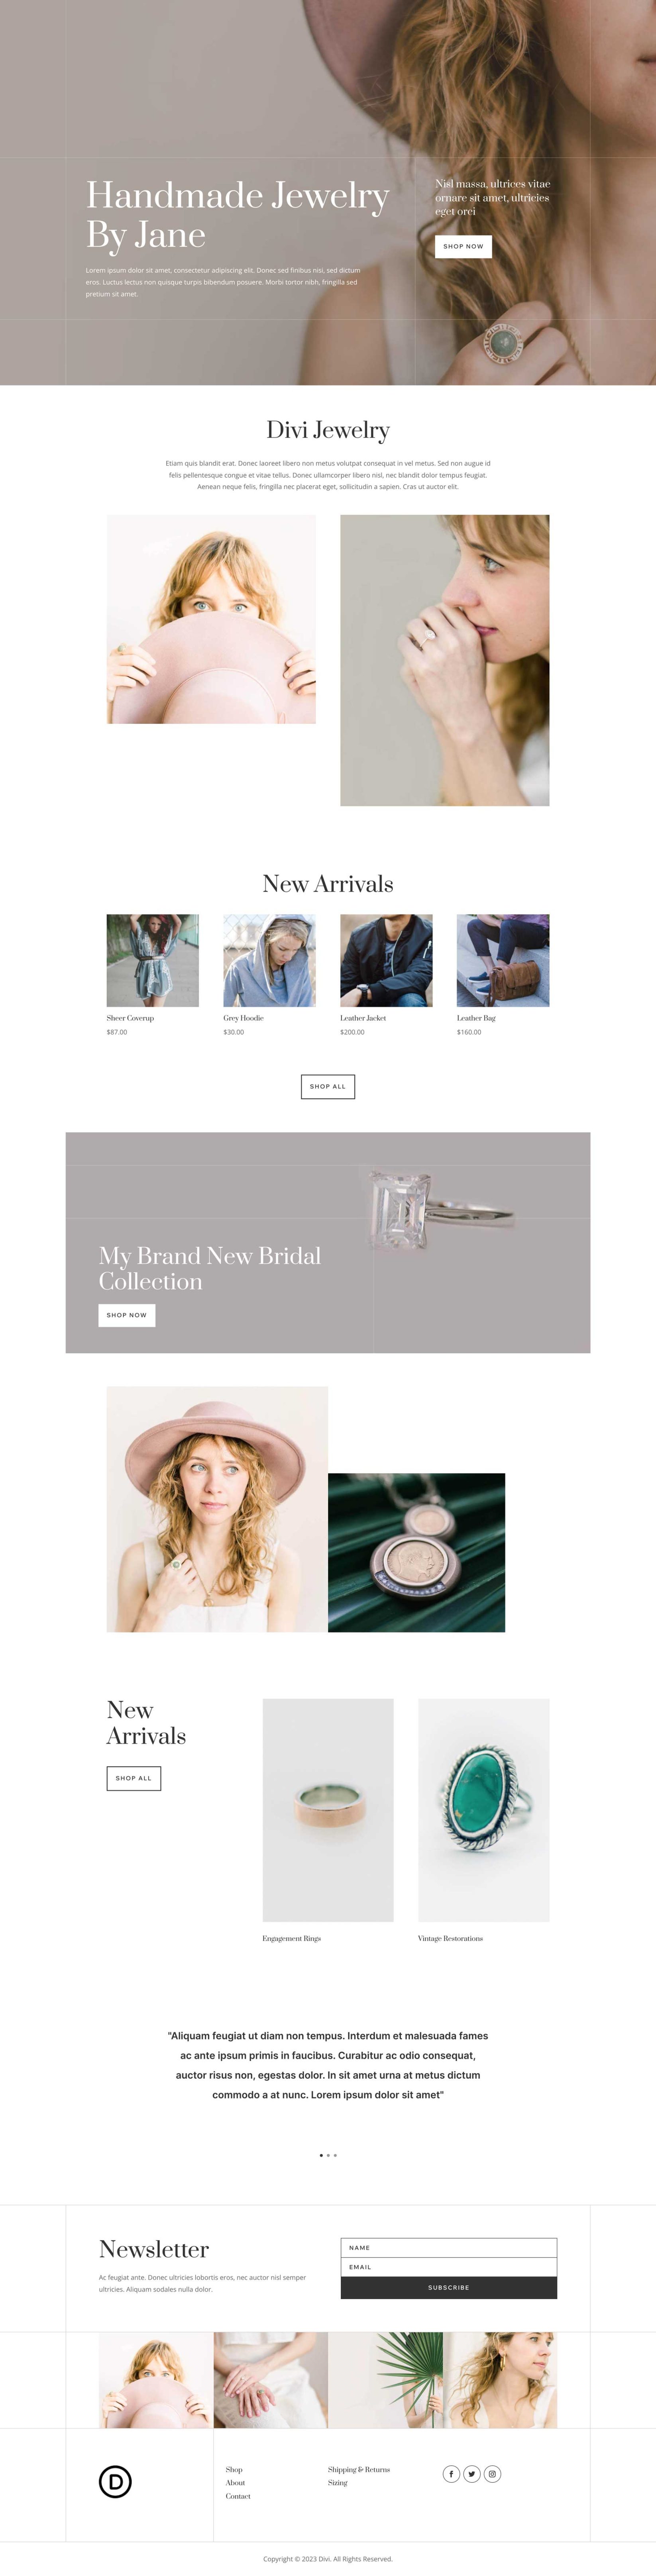 Handmade Jewelry
By Jane
Lorem ipsum dolor sit amet, consectetur adipiscing elit. Donec sed finibus nisi, sed dictum
eros. Luctus lectus non quisque turpis bibendum posuere. Morbi tortor nibh, fringilla sed
pretium sit amet.
Nisl massa, ultrices vitae
ornare sit amet, ultricies
eget orci
SHOP NOW
Divi Jewelry
Etiam quis blandit erat. Donec laoreet libero non metus volutpat consequat in vel metus. Sed non augue id
felis pellentesque congue et vitae tellus. Donec ullamcorper libero nisl, nec blandit dolor tempus feugiat.
Aenean neque felis, fringilla nec placerat eget, sollicitudin a sapien. Cras ut auctor elit.
New Arrivals
Sheer Coverup
$87.00
Grey Hoodie
$30.00
Leather Jacket
$200.00
Leather Bag
$160.00
SHOP ALL
My Brand New Bridal
Collection
SHOP NOW
New
Arrivals
SHOP ALL
Engagement Rings
Vintage Restorations
"Aliquam feugiat ut diam non tempus. Interdum et malesuada fames
ac ante ipsum primis in faucibus. Curabitur ac odio consequat,
auctor risus non, egestas dolor. In sit amet urna at metus dictum
commodo a at nunc. Lorem ipsum dolor sit amet"
Newsletter
Ac feugiat ante. Donec ultricies lobortis eros, nec auctor nisl semper
ultricies. Aliquam sodales nulla dolor.
NAME
EMAIL
SUBSCRIBE
D
Shop
About
Contact
Shipping & Returns
Sizing
Copyright © 2023 Divi. All Rights Reserved.